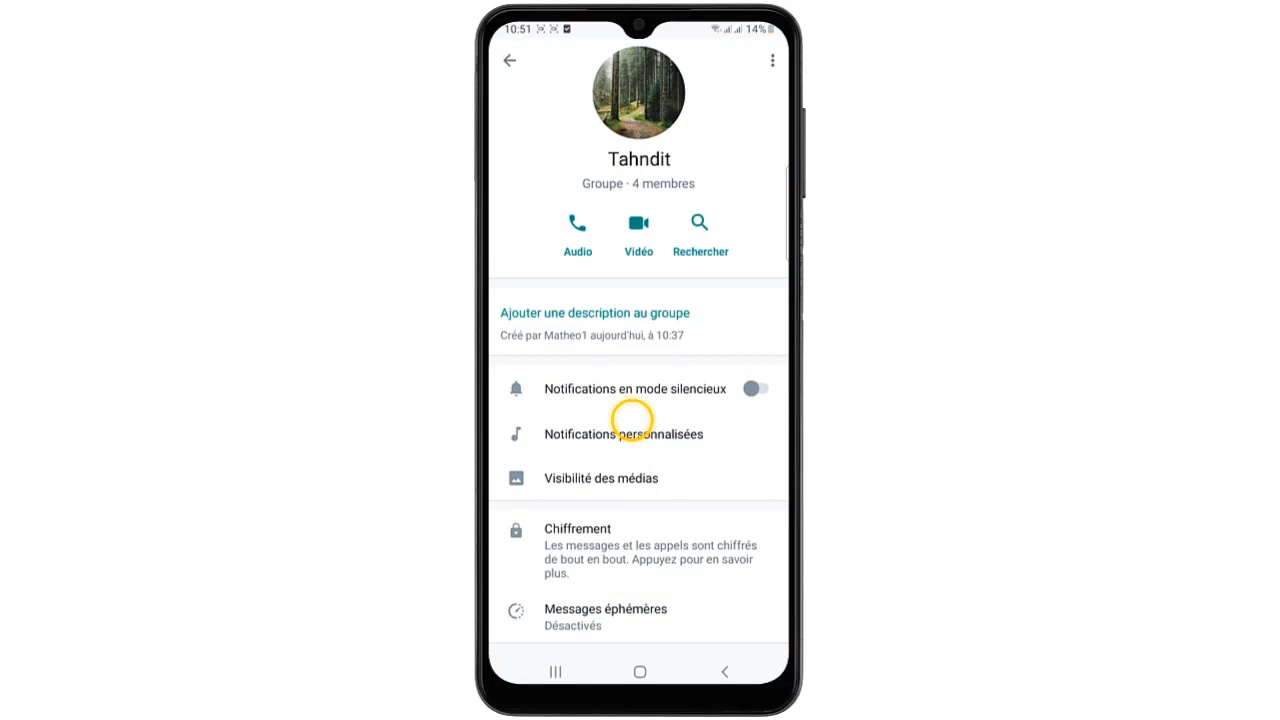 10:51 14%
Tahndit
Groupe · 4 membres
Audio Vidéo Rechercher
Ajouter une description au groupe
Créé par Matheo1 aujourd'hui, à 10:37
Notifications en mode silencieux
Notifications personnalisées
Visibilité des médias
Chiffrement
Les messages et les appels sont chiffrés
de bout en bout. Appuyez pour en savoir
plus.
Messages éphémères
Désactivés